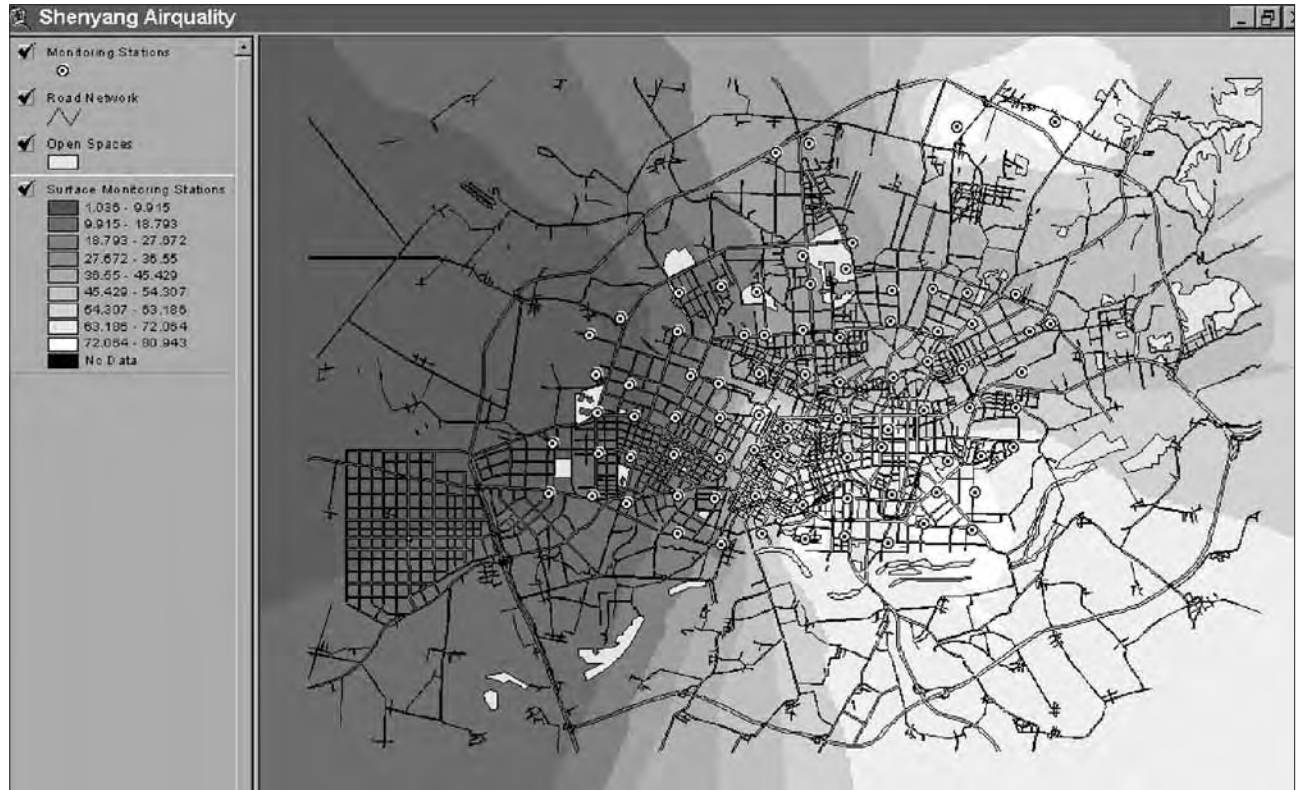 Shenyang Airquality
Monitoring Stations
Road Network
Open Spaces
Surface Monitoring Stations
1.036 - 9.915
9.915 - 18.793
18.793 - 27.672
27.672 - 36.55
36.55 - 45.429
45.429 - 54.307
54.307 - 63.186
63.186 - 72.064
72.064 - 80.943
No Data